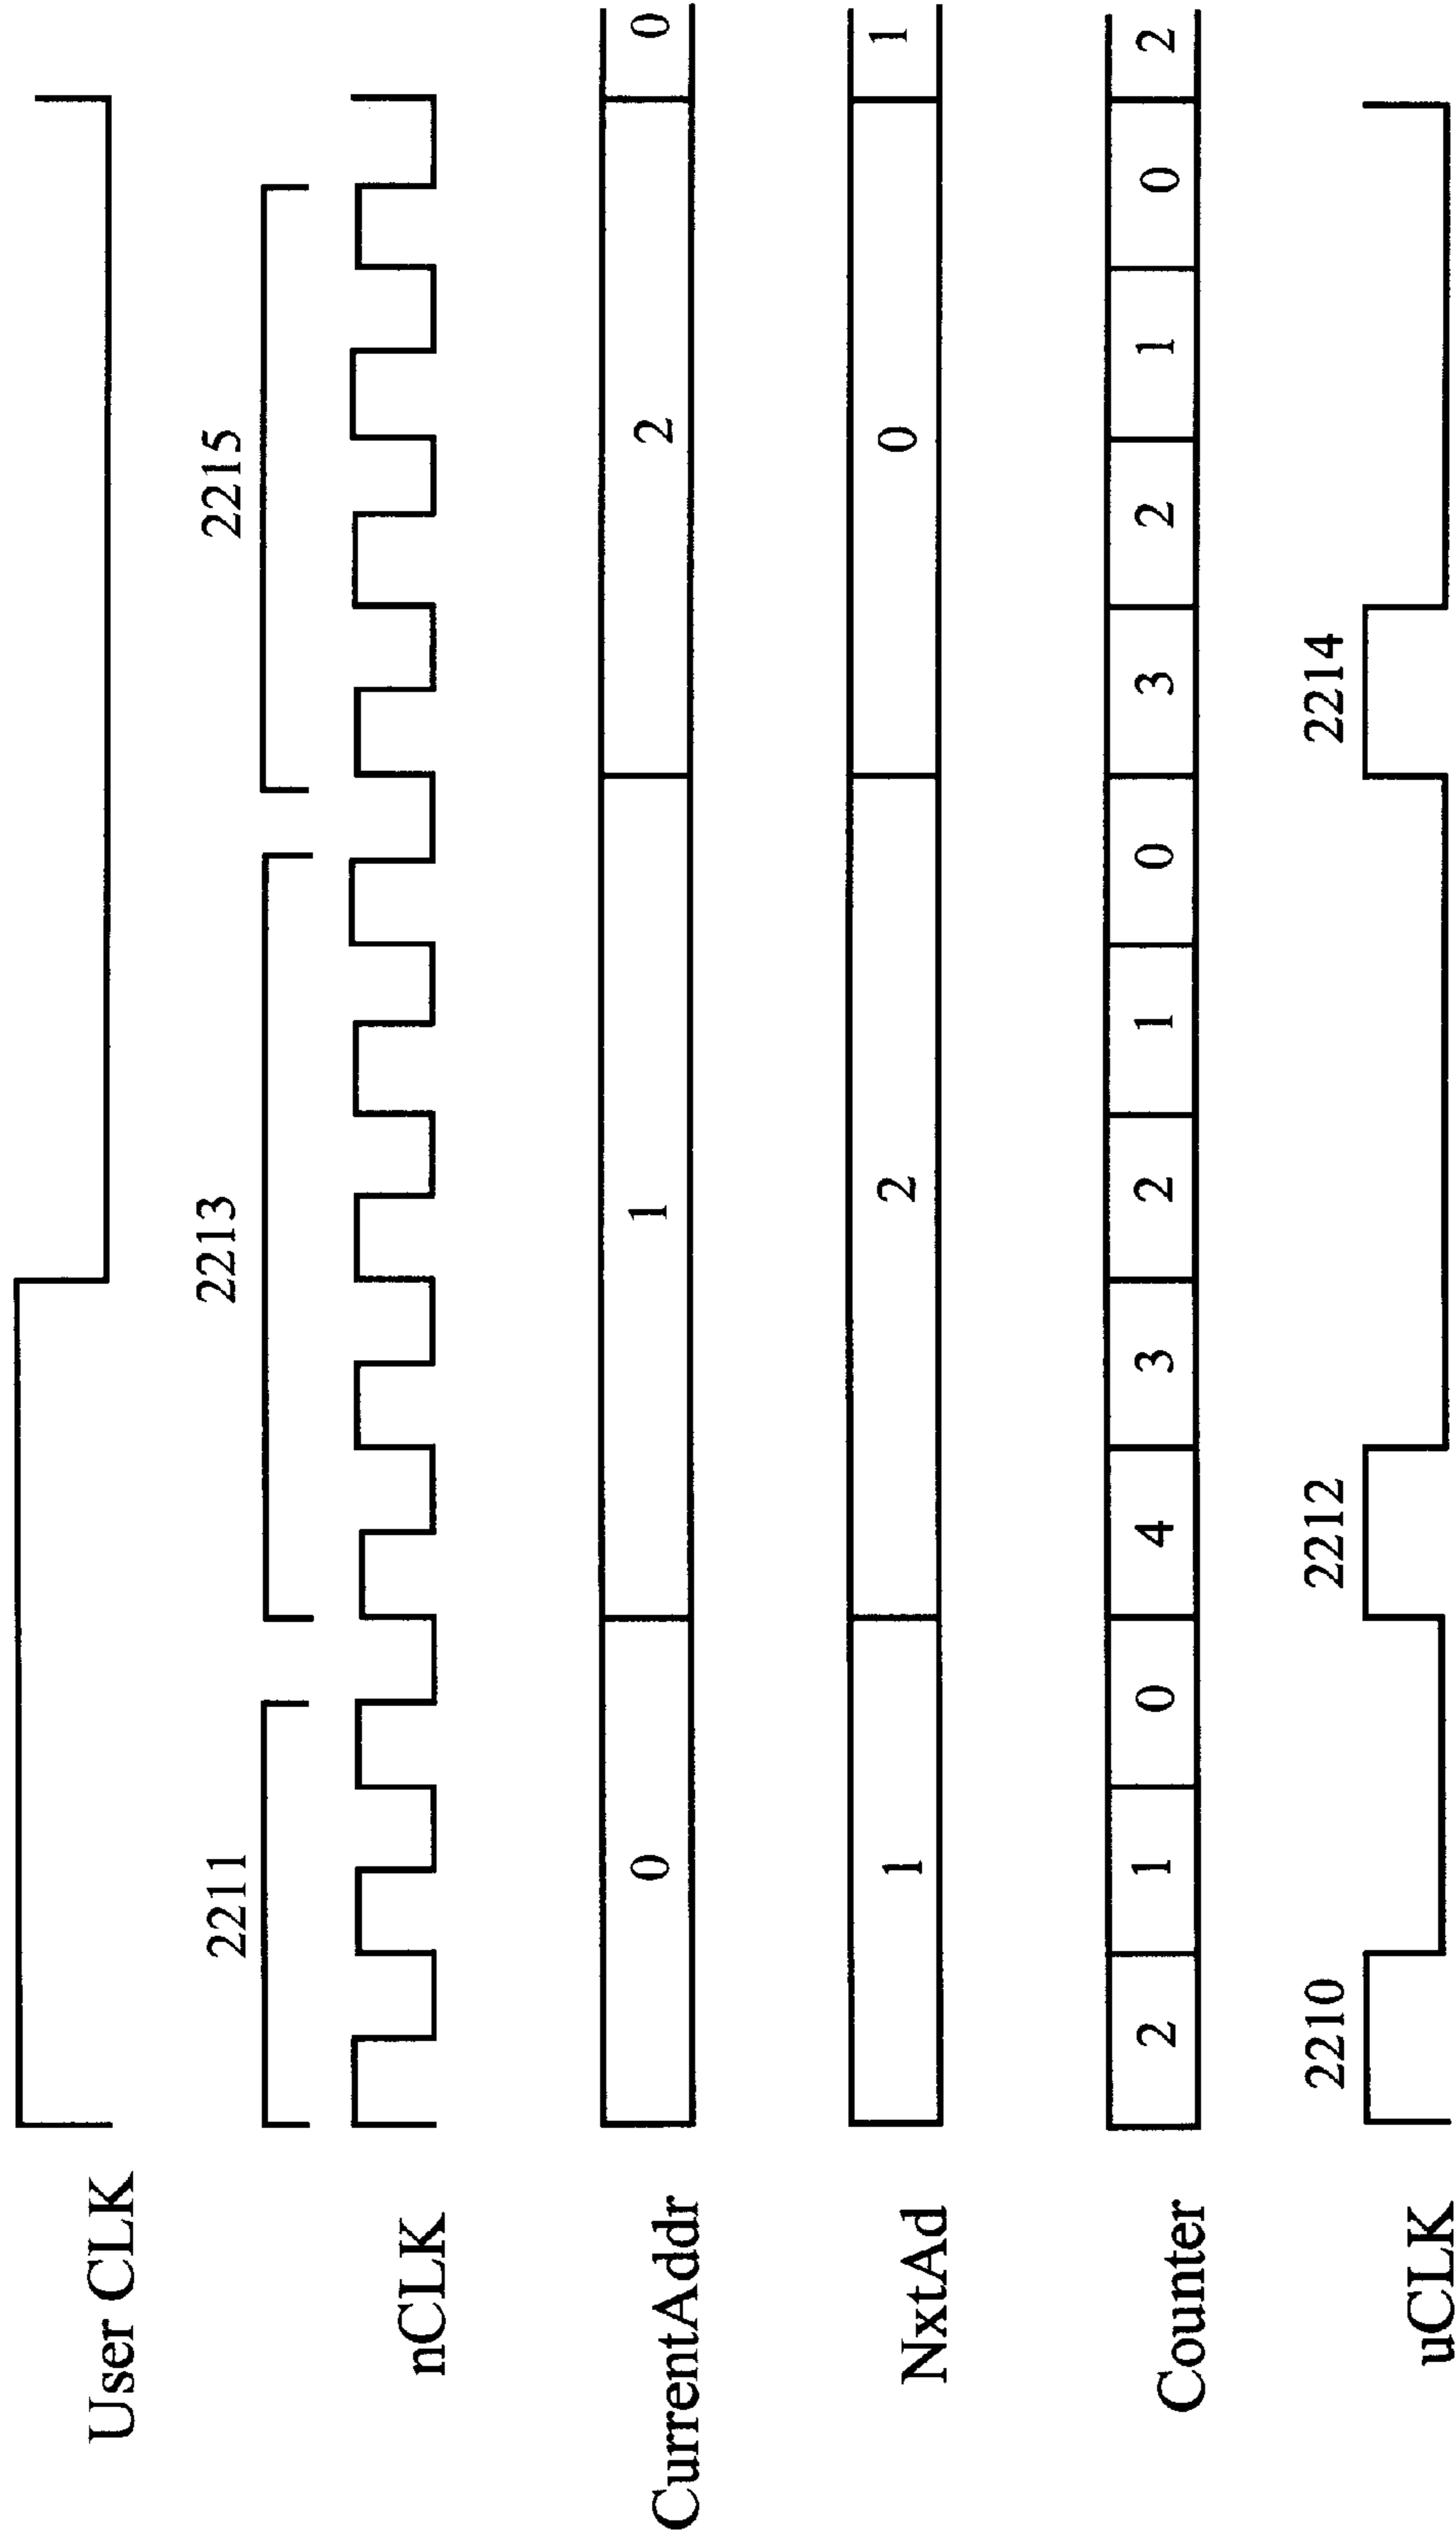 User CLK
2211 2213 2215
nCLK
CurrentAddr 0 1 2 0
NxtAd 1 2 0 1
Counter 2 1 0 4 3 2 1 0 3 2 1 0 2
2210 2212 2214
uCLK